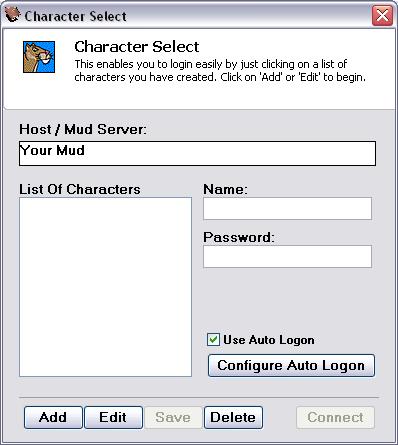 Character Select
Character Select
This enables you to login easily by just clicking on a list of
characters you have created. Click on 'Add' or 'Edit' to begin.
Host / Mud Server:
Your Mud
List Of Characters
Name:
Password:
Use Auto Logon
Configure Auto Logon
Add Edit Save Delete Connect